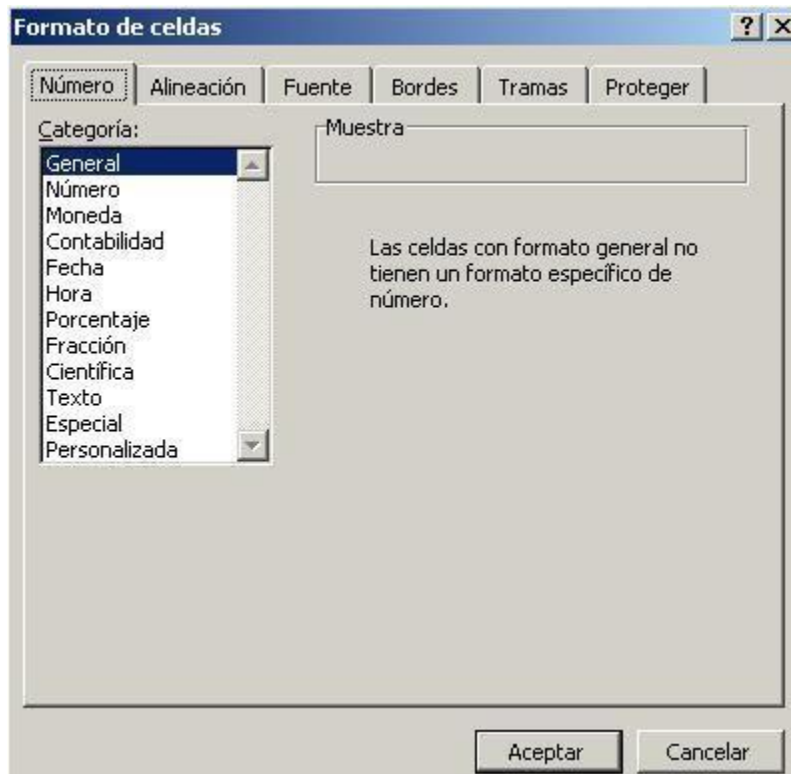 Formato de celdas
Número Alineación Fuente Bordes Tramas Proteger
Categoría:
General
Número
Moneda
Contabilidad
Fecha
Hora
Porcentaje
Fracción
Científica
Texto
Especial
Personalizada
Muestra
Las celdas con formato general no
tienen un formato específico de
número.
Aceptar Cancelar